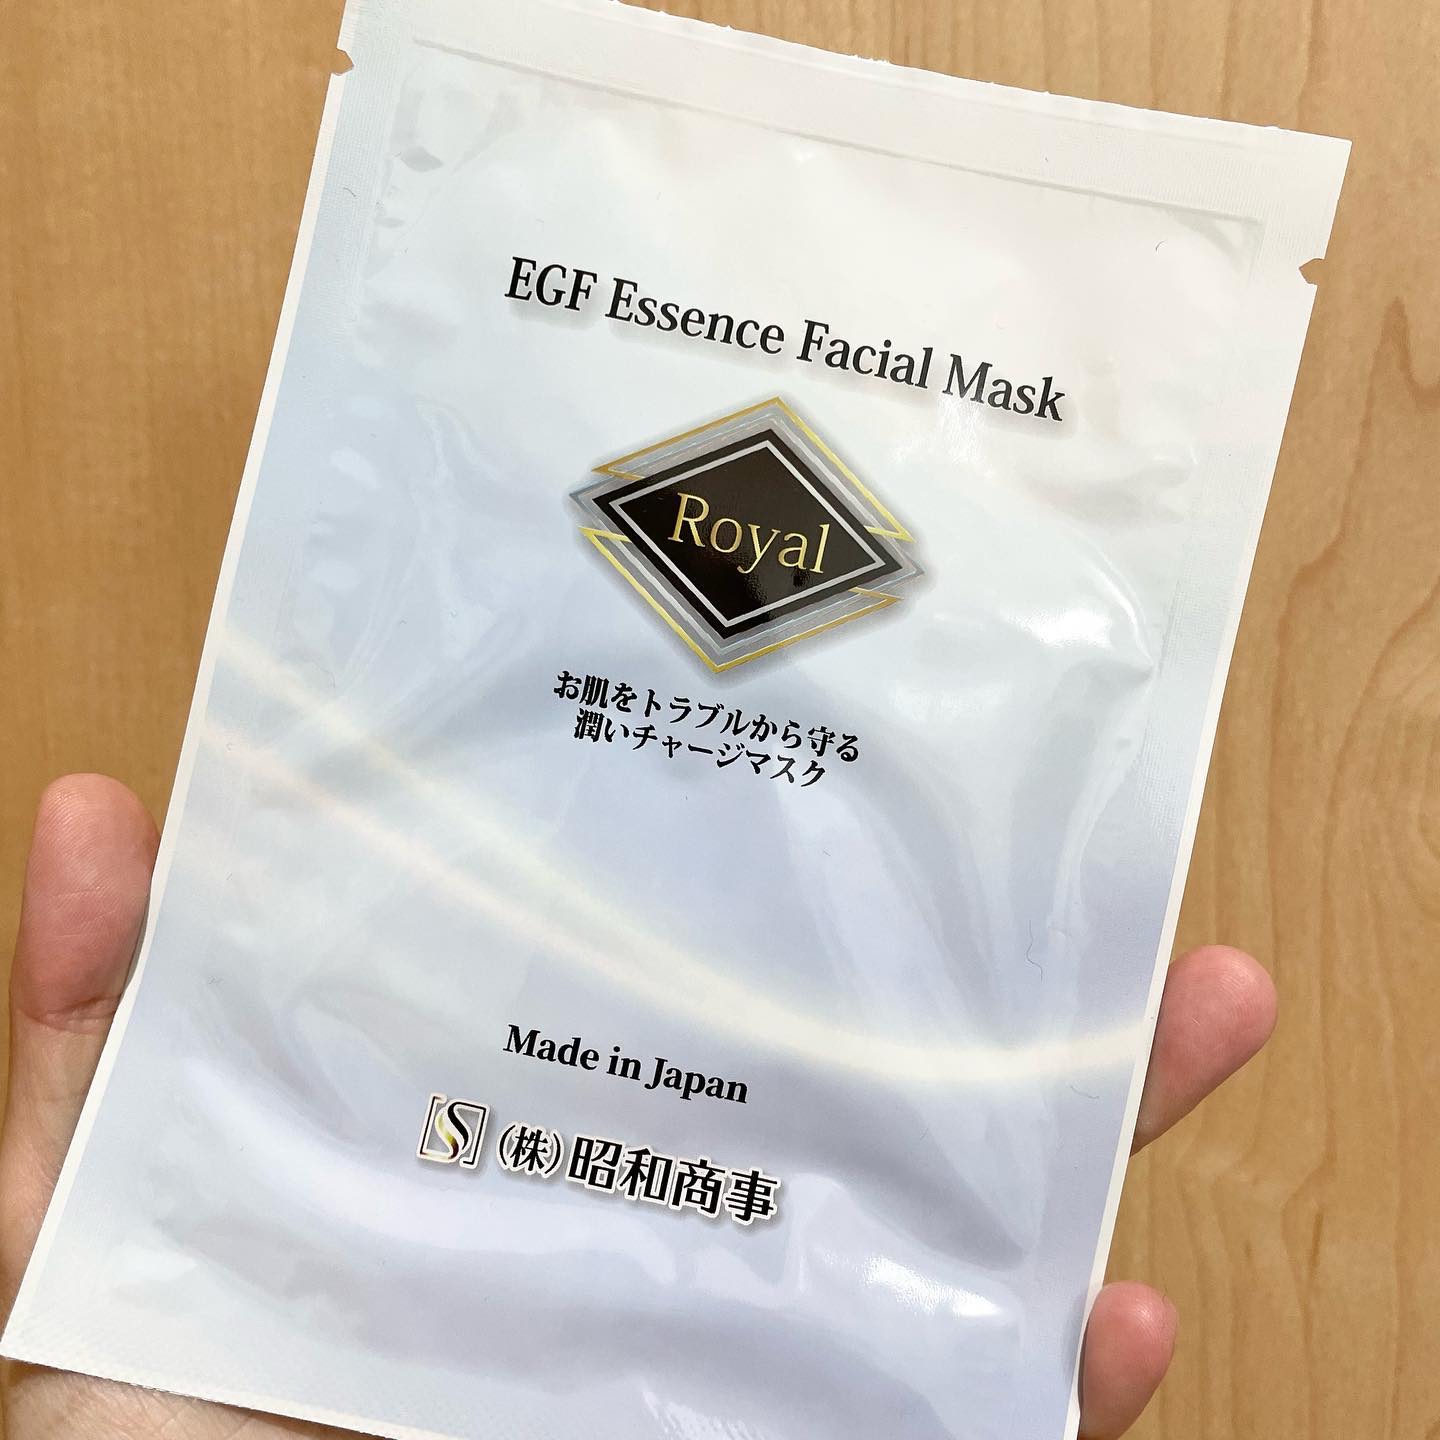 EGF Essence Facial Mask
Royal
お肌をトラブルから守る
潤いチャージマスク
Made in Japan
[S] (株)昭和商事